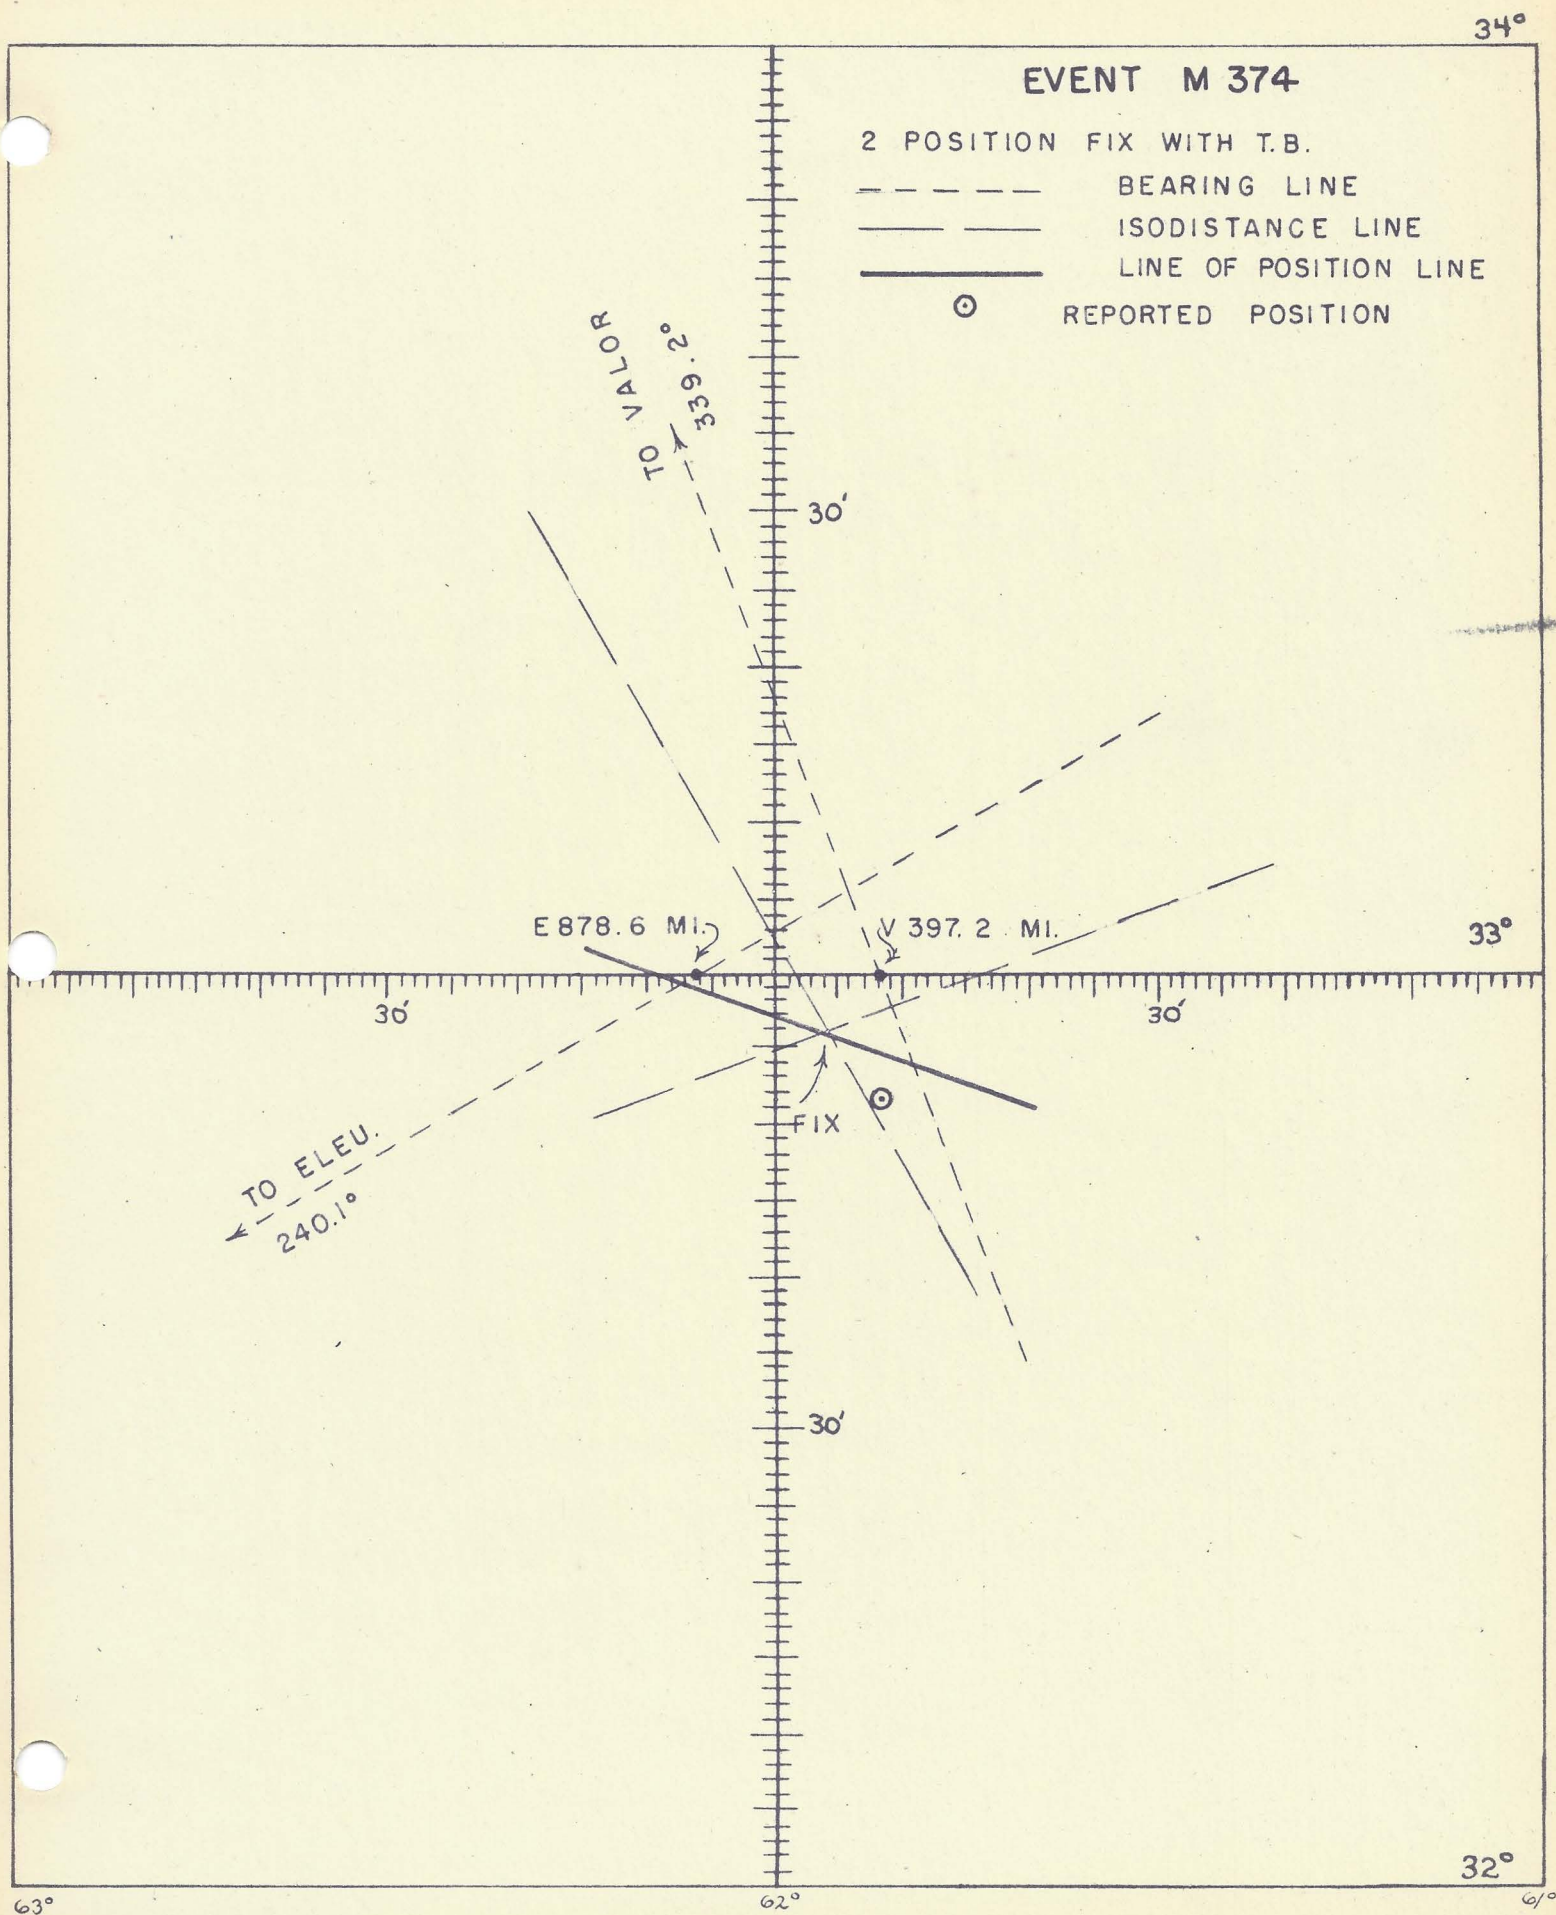 34°
EVENT M 374
2 POSITION FIX WITH T.B.
BEARING LINE
ISODISTANCE LINE
LINE OF POSITION LINE
REPORTED POSITION
TO VALOR
339.2°
30'
E 878.6 MI.
V 397.2 MI.
33°
30'
30'
FIX
TO ELEU.
240.1°
30'
32°
63°
62°
61°